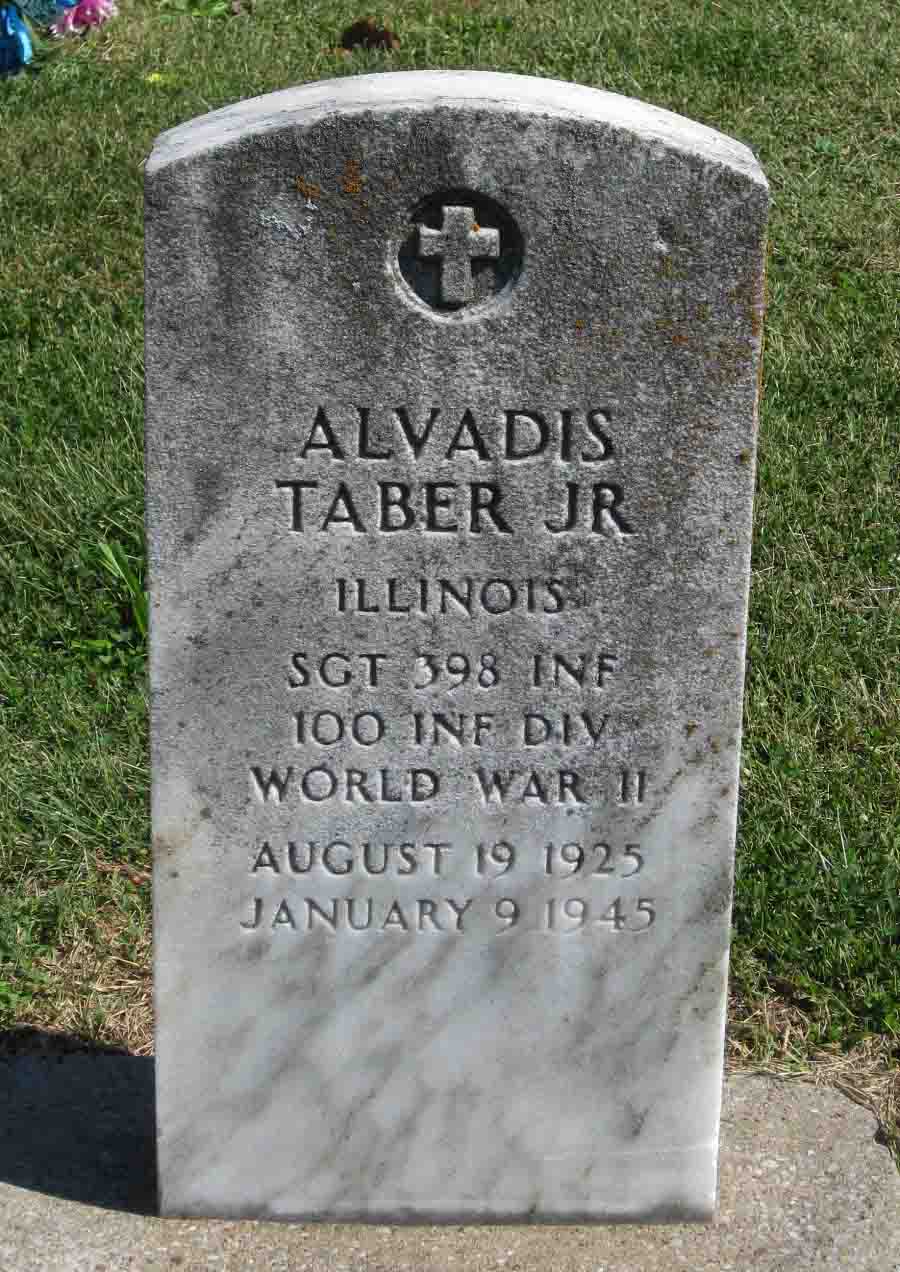 ALVADIS
TABER JR
ILLINOIS
SGT 398 INF
100 INF DIV
WORLD WAR II
AUGUST 19 1925
JANUARY 9 1945